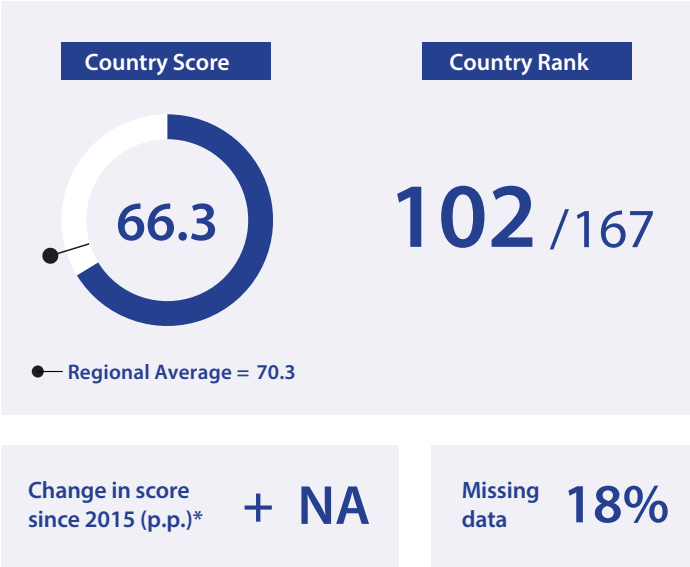 Country Score
Country Rank
66.3
102 /167
Regional Average = 70.3
Change in score
since 2015 (p.p.)*
+ NA
Missing
data
18%